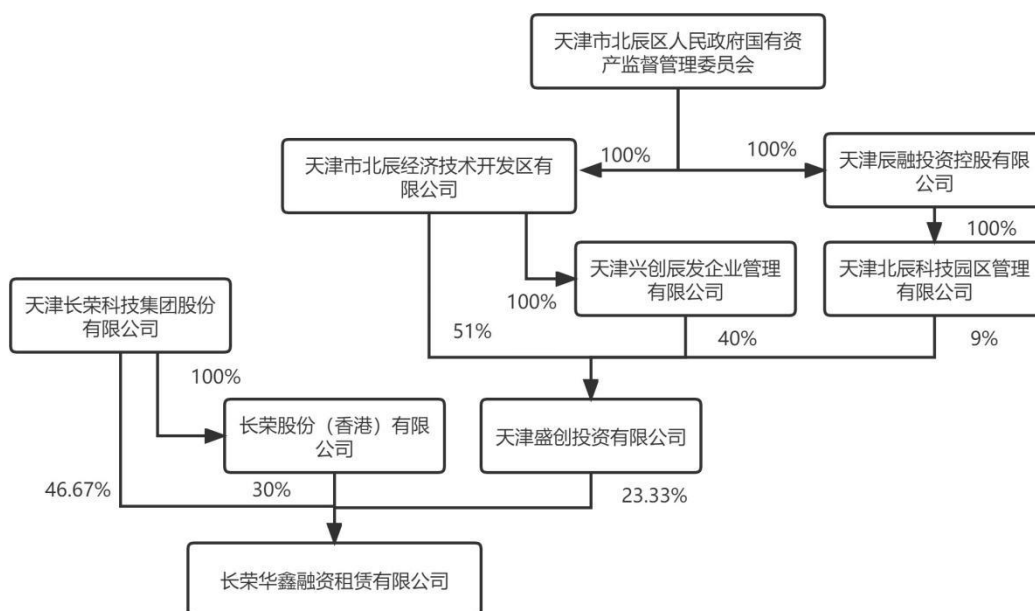 天津市北辰区人民政府国有资
产监督管理委员会
100%
100%
天津市北辰经济技术开发区有
限公司
天津辰融投资控股有限
公司
100%
天津兴创辰发企业管理
有限公司
天津北辰科技园区管理
有限公司
天津长荣科技集团股份
有限公司
100%
51%
40%
9%
100%
长荣股份（香港）有限
公司
天津盛创投资有限公司
46.67%
30%
23.33%
长荣华鑫融资租赁有限公司